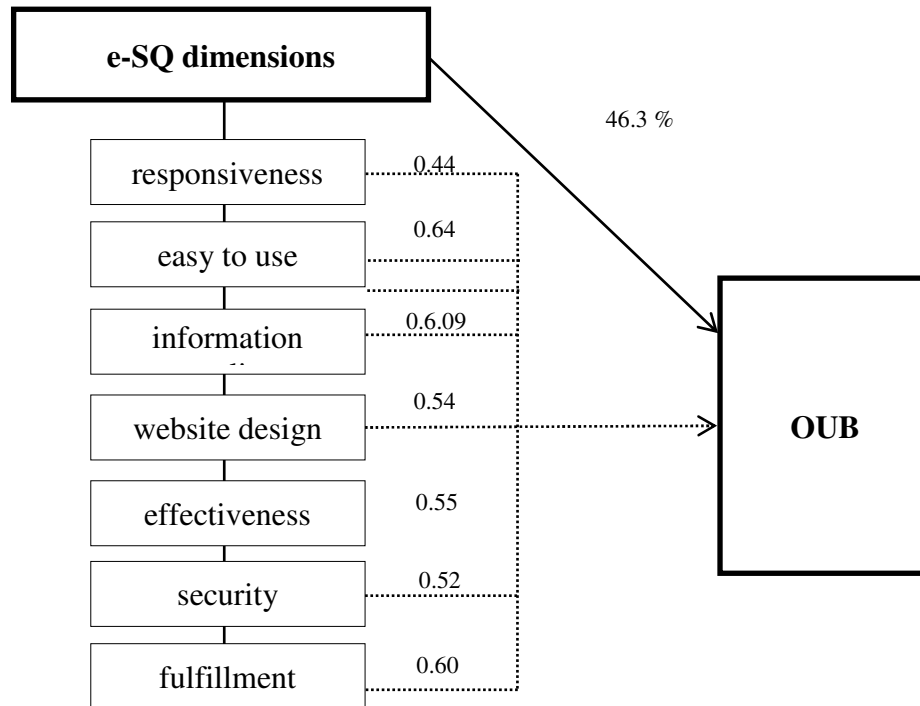 e-SQ dimensions
46.3 %
responsiveness
0.44
easy to use
0.64
information
0.6.09
website design
0.54
OUB
effectiveness
0.55
security
0.52
fulfillment
0.60